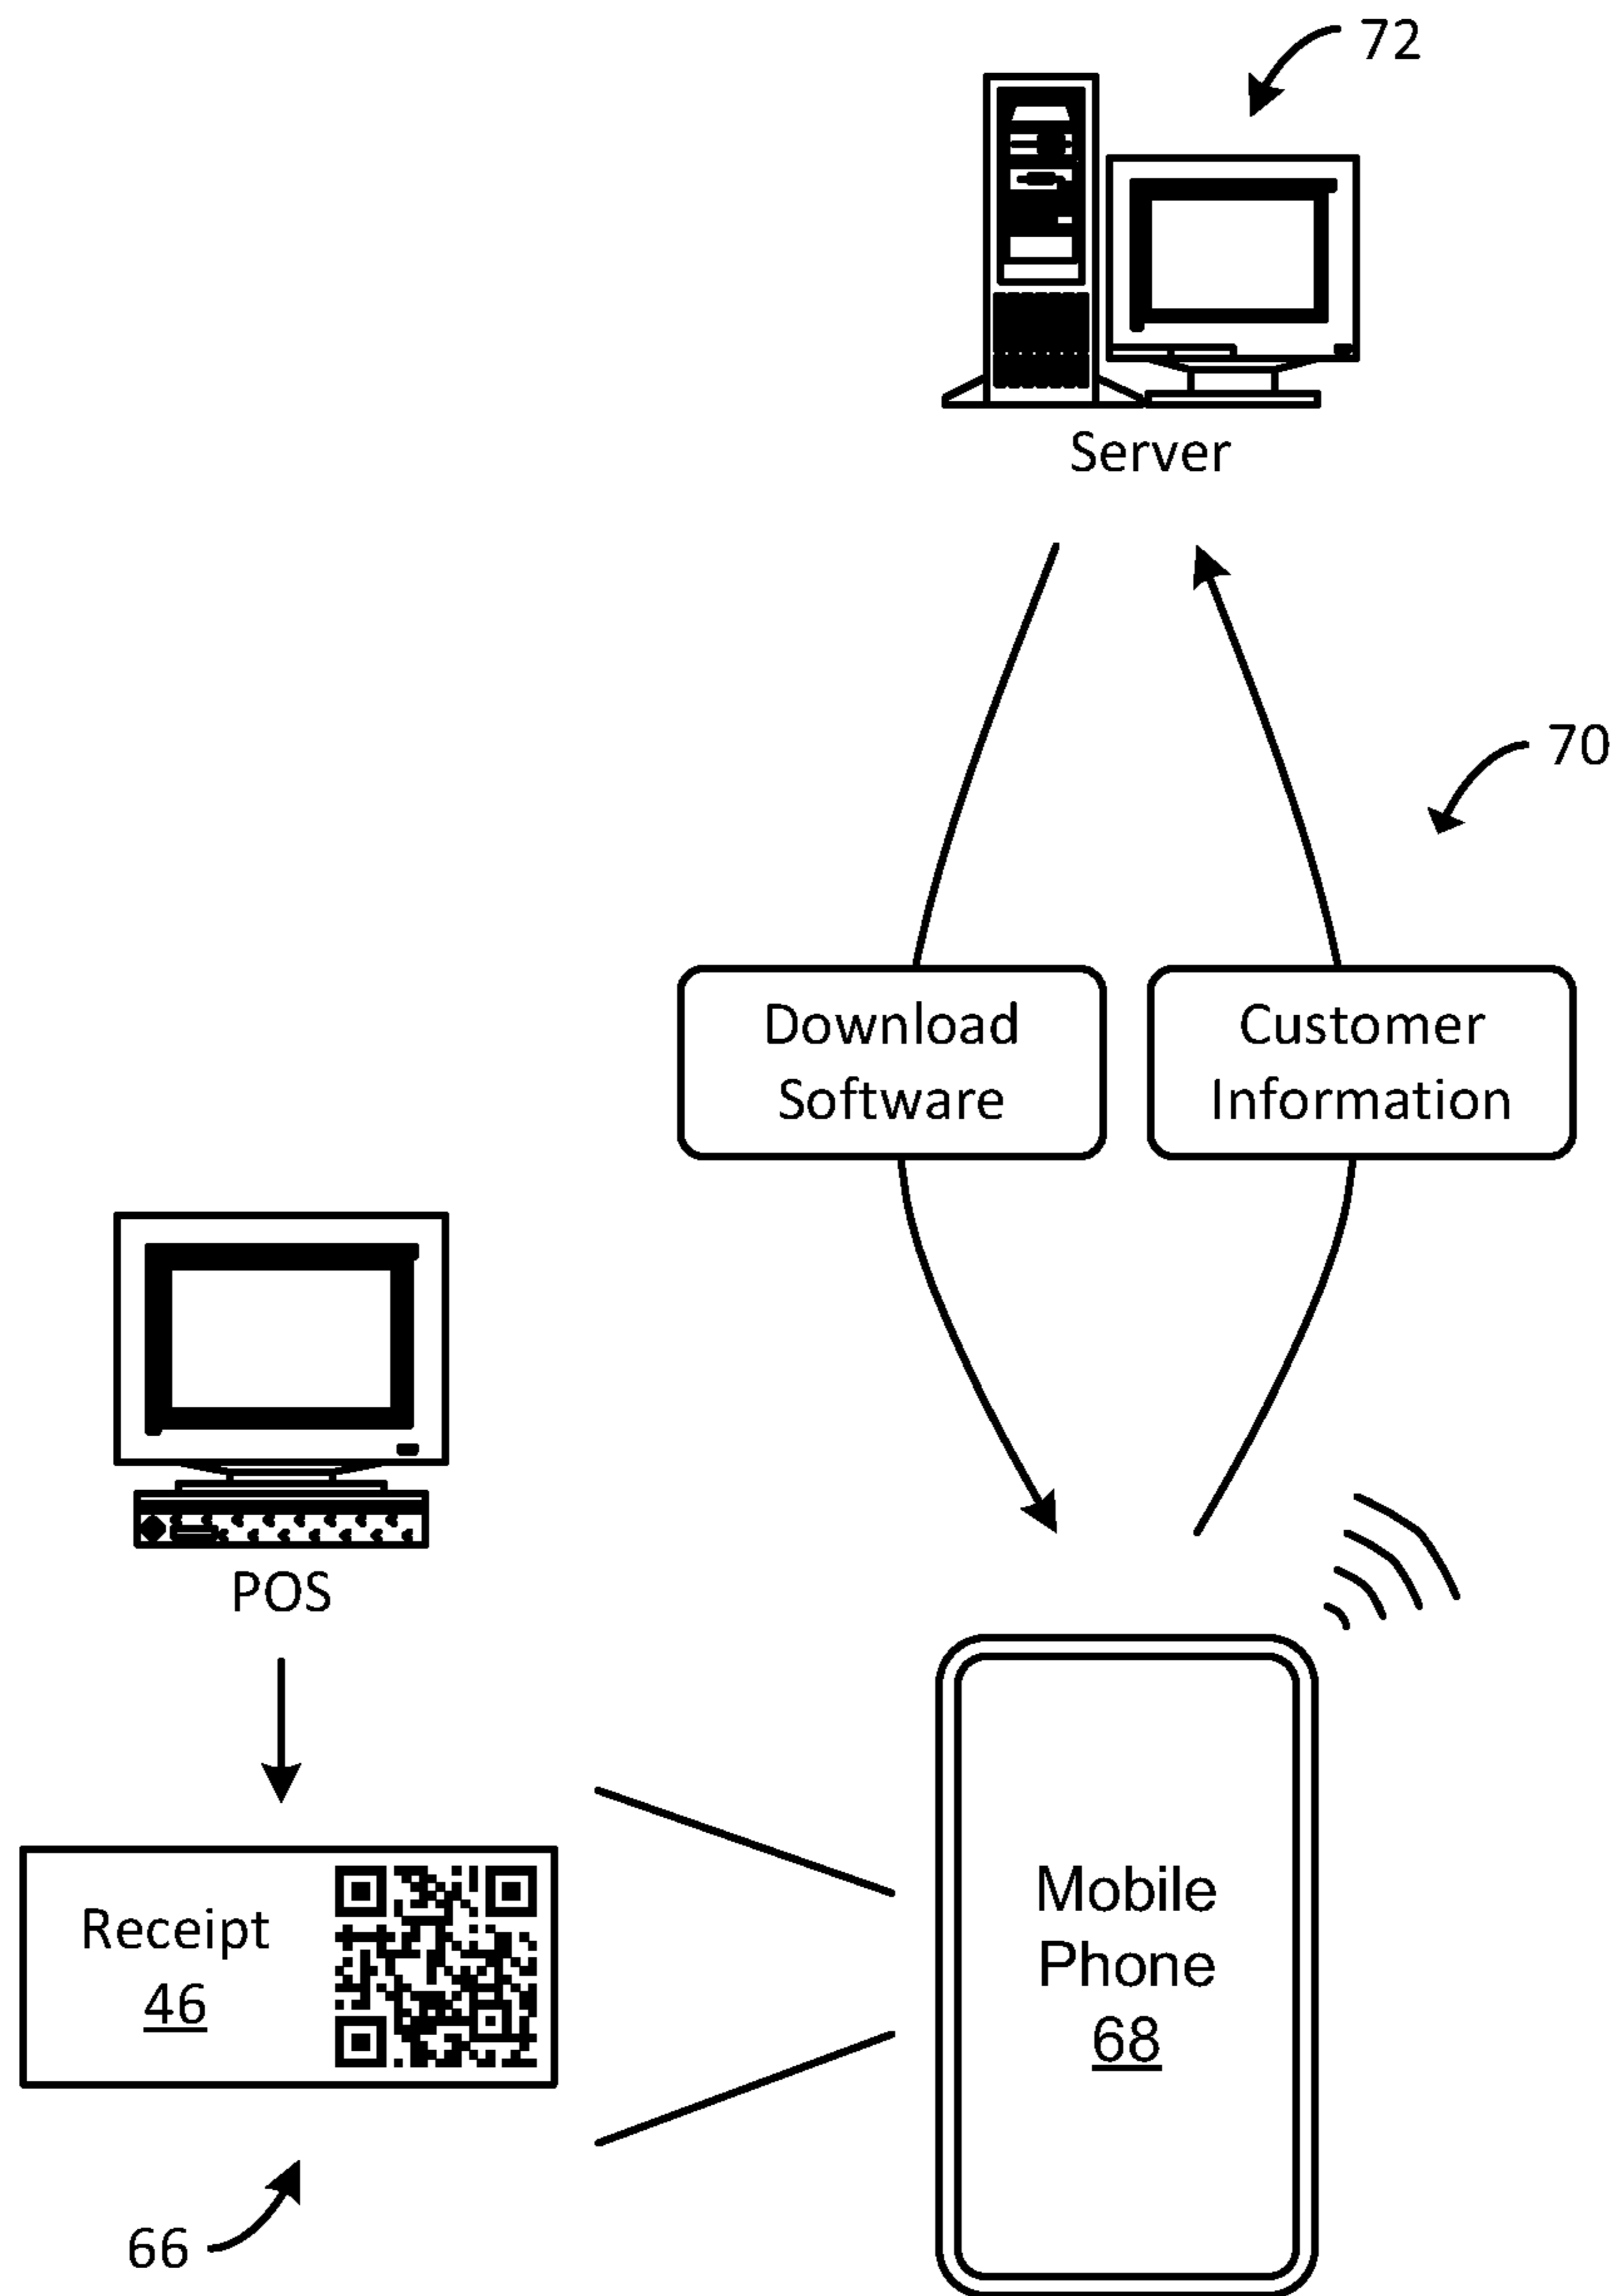 72
Server
70
Download
Software
Customer
Information
POS
Receipt
46
Mobile
Phone
68
66